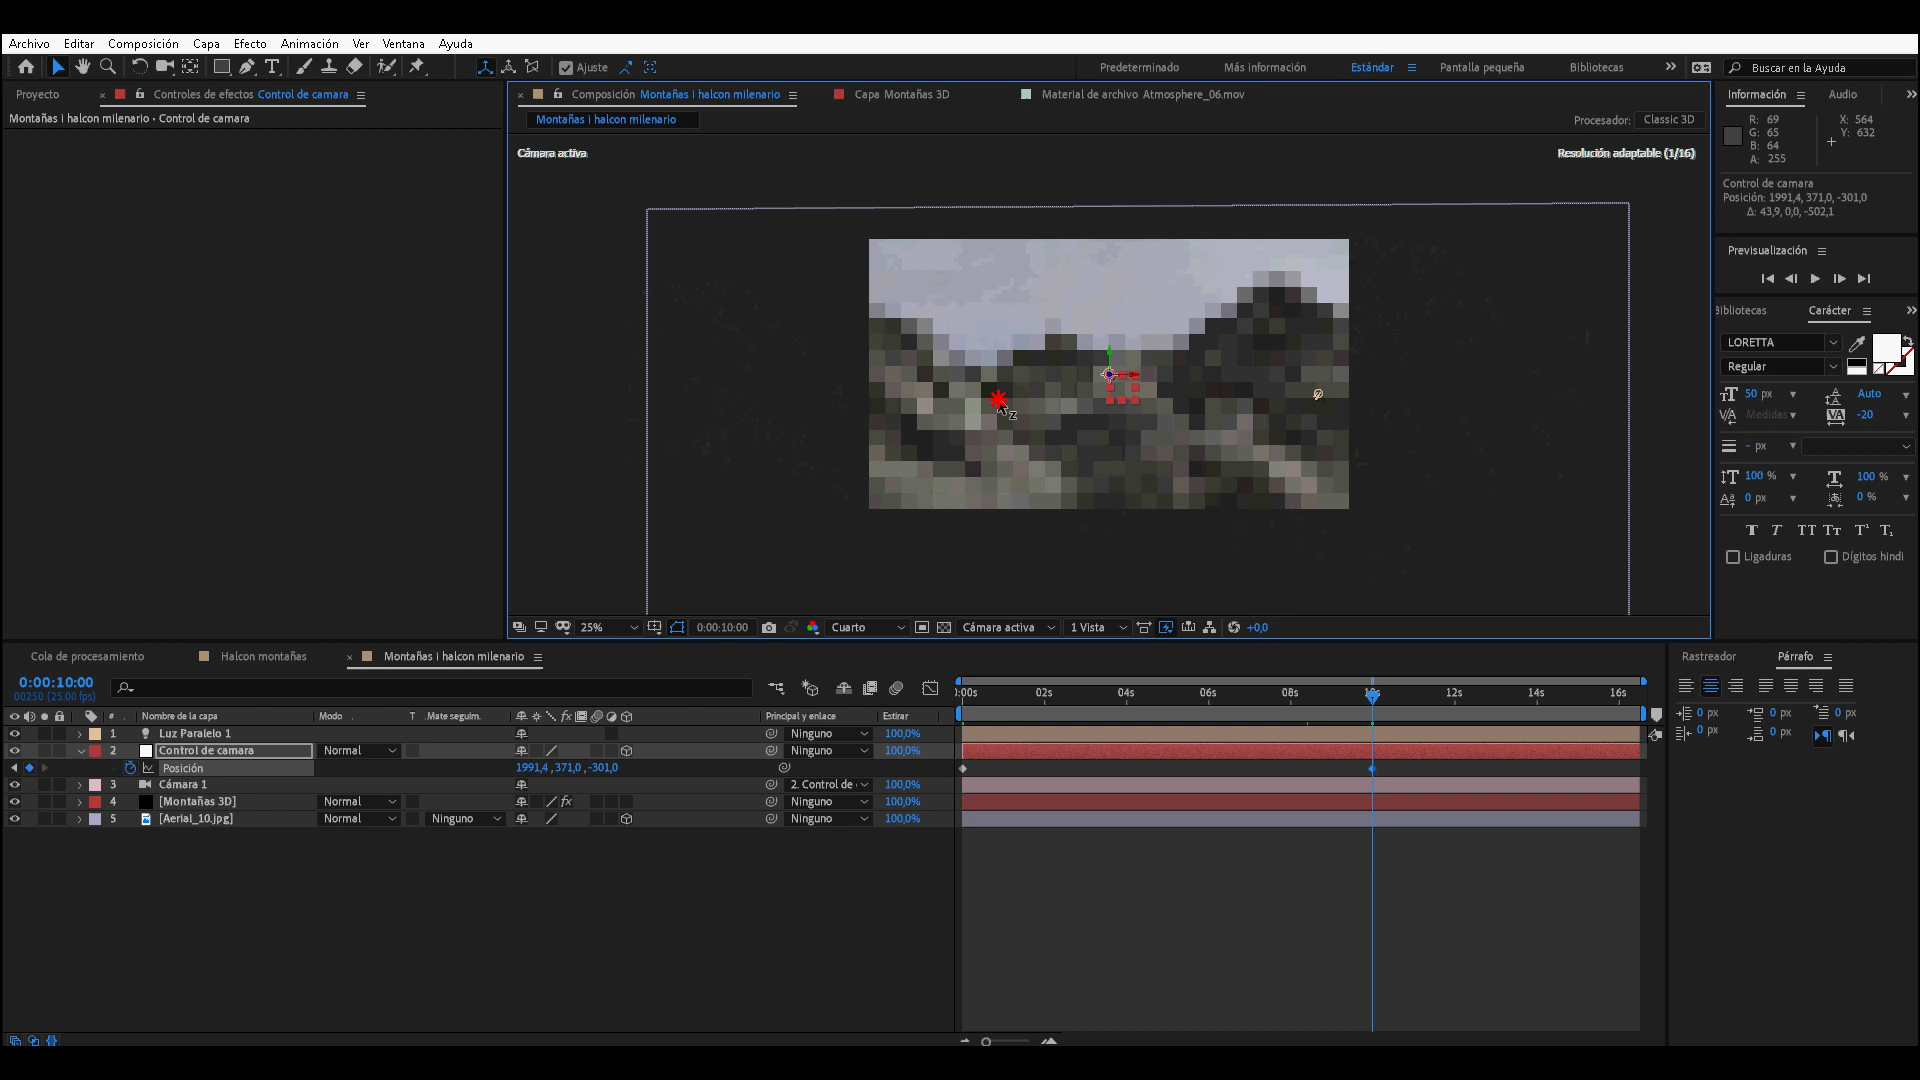 Archivo Editar Composición Capa Efecto Animación Ver Ventana Ayuda
Ajuste Predeterminado Más información Estándar Pantalla pequeña Bibliotecas Buscar en la Ayuda
Proyecto Controles de efectos Control de camara
Montañas i halcon milenario • Control de camara
Composición Montañas i halcon milenario Capa Montañas 3D Material de archivo Atmosphere_06.mov
Montañas i halcon milenario Procesador: Classic 3D
Cámara activa Resolución adaptable (1/16)
Z
25% 0:00:10:00 Cuarto Cámara activa 1 Vista +0,0
Información Audio
R: 69 X: 564
G: 65 Y: 632
B: 64
A: 255
Control de camara
Posición: 1991,4, 371,0, -301,0
Δ: 43,9, 0,0, -502,1
Previsualización
Bibliotecas Carácter
LORETTA
Regular
50 px Auto
Medidas -20
- px
100 % 100 %
0 px 0 %
T T TT Tт T¹ T₁
Ligaduras Dígitos hindi
Cola de procesamiento Halcon montañas Montañas i halcon milenario
0:00:10:00
00250 (25.00 fps)
# Nombre de la capa Modo T .Mate seguim. Principal y enlace Estirar
:00s 02s 04s 06s 08s 10s 12s 14s 16s
1 Luz Paralelo 1 Ninguno 100,0%
2 Control de camara Normal Ninguno 100,0%
Posición 1991,4 ,371,0 ,-301,0
3 Cámara 1 2. Control de 100,0%
4 [Montañas 3D] Normal fx Ninguno 100,0%
5 [Aerial_10.jpg] Normal Ninguno Ninguno 100,0%
Rastreador Párrafo
0 px 0 px 0 px
0 px 0 px